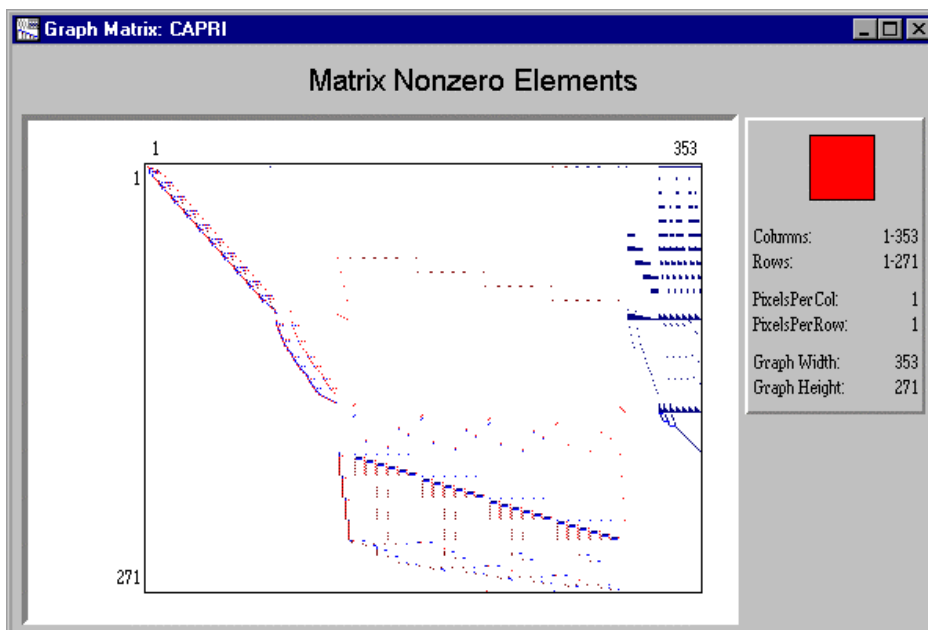 Graph Matrix: CAPRI
Matrix Nonzero Elements
1 353
1
271
Columns: 1-353
Rows: 1-271
PixelsPerCol: 1
PixelsPerRow: 1
Graph Width: 353
Graph Height: 271